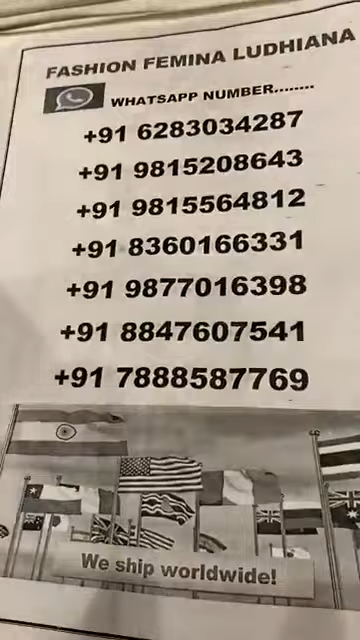 FASHION FEMINA LUDHIANA
WHATSAPP NUMBER........
+91 6283034287
+91 9815208643
+91 9815564812
+91 8360166331
+91 9877016398
+91 8847607541
+91 7888587769
We ship worldwide!